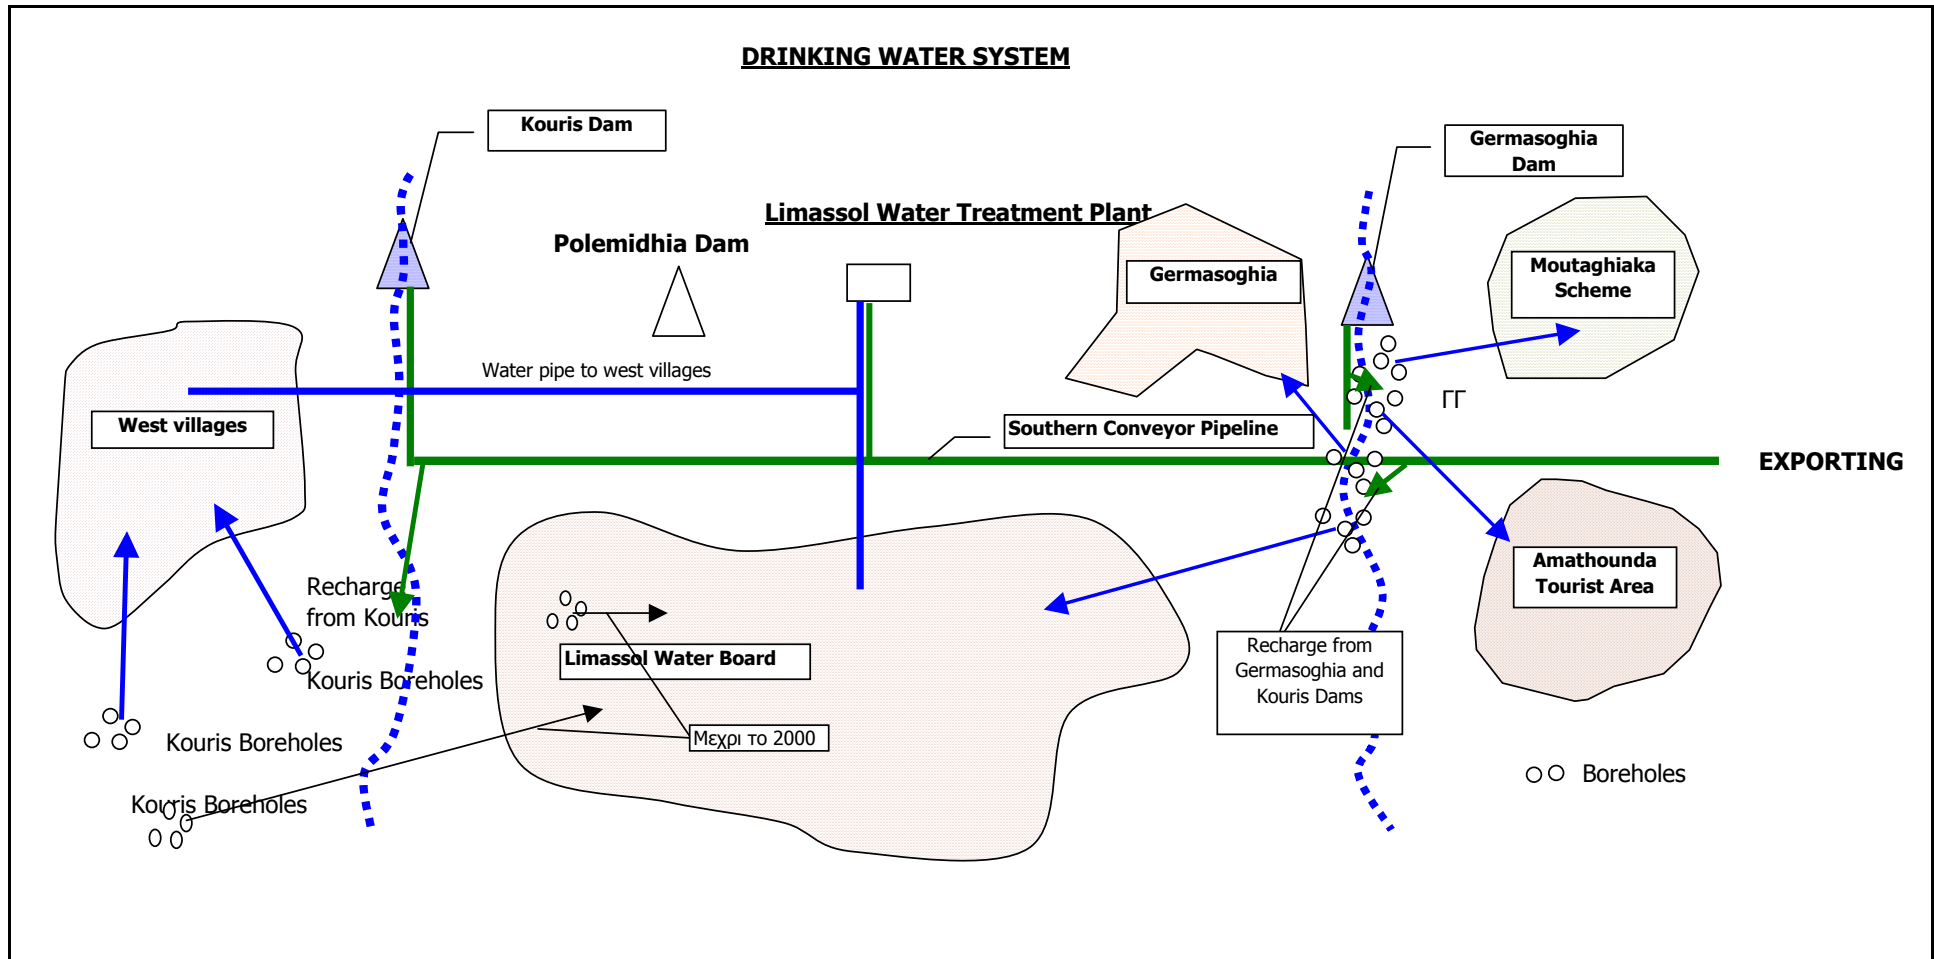 DRINKING WATER SYSTEM
Kouris Dam
Germasoghia
Dam
Limassol Water Treatment Plant
Polemidhia Dam
Germasoghia
Moutaghiaka
Scheme
Water pipe to west villages
ΓΓ
West villages
Southern Conveyor Pipeline
EXPORTING
Amathounda
Tourist Area
Recharge
from Kouris
Limassol Water Board
Recharge from
Germasoghia and
Kouris Dams
Kouris Boreholes
Μεχρι το 2000
Kouris Boreholes
Boreholes
Kouris Boreholes